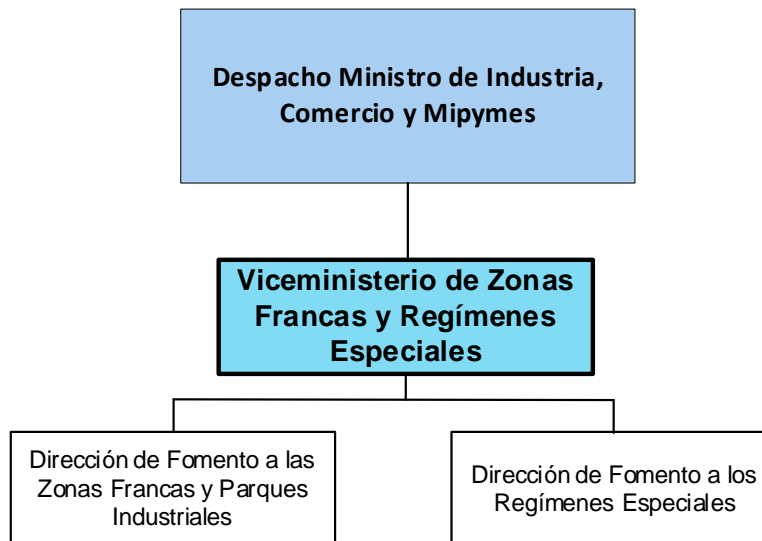 Despacho Ministro de Industria,
Comercio y Mipymes
Viceministerio de Zonas
Francas y Regímenes
Especiales
Dirección de Fomento a las
Zonas Francas y Parques
Industriales
Dirección de Fomento a los
Regímenes Especiales